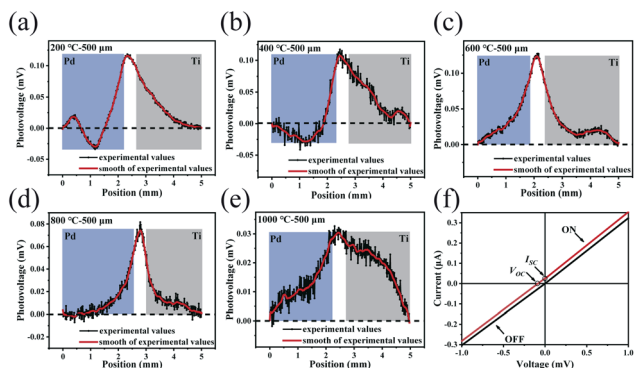 (a)
200 °C-500 μm
Pd
Ti
Photovoltage (mV)
0.10
0.05
0.00
-0.05
experimental values
smooth of experimental values
0 1 2 3 4 5
Position (mm)
(b)
400 °C-500 μm
Pd
Ti
Photovoltage (mV)
0.10
0.05
0.00
experimental values
smooth of experimental values
0 1 2 3 4 5
Position (mm)
(c)
600 °C-500 μm
Pd
Ti
Photovoltage (mV)
0.10
0.05
0.00
experimental values
smooth of experimental values
0 1 2 3 4 5
Position (mm)
(d)
800 °C-500 μm
Pd
Ti
Photovoltage (mV)
0.08
0.06
0.04
0.02
0.00
-0.02
experimental values
smooth of experimental values
0 1 2 3 4 5
Position (mm)
(e)
1000 °C-500 μm
Pd
Ti
Photovoltage (mV)
0.03
0.02
0.01
0.00
experimental values
smooth of experimental values
0 1 2 3 4 5
Position (mm)
(f)
Current (μA)
0.4
0.3
0.2
0.1
0.0
-0.1
-0.2
-0.3
ON
ISC
VOC
OFF
-1.0 -0.5 0.0 0.5 1.0
Voltage (mV)